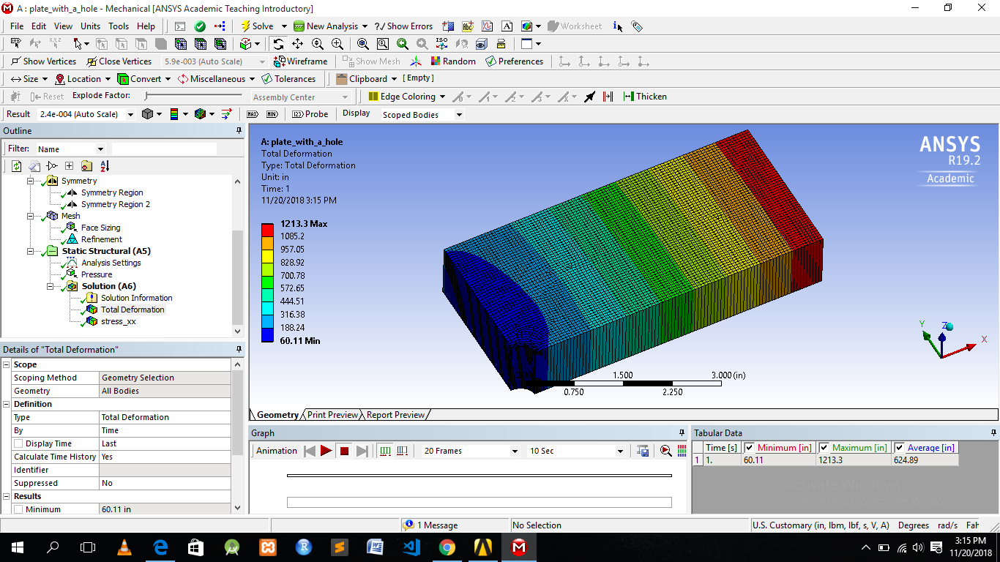 A : plate_with_a_hole - Mechanical [ANSYS Academic Teaching Introductory]
File Edit View Units Tools Help Solve New Analysis ?/ Show Errors Worksheet
Show Vertices Close Vertices 5.9e-003 (Auto Scale) Wireframe Show Mesh Random Preferences
Size Location Convert Miscellaneous Tolerances Clipboard [ Empty ]
Reset Explode Factor: Assembly Center Edge Coloring Thicken
Result 2.4e-004 (Auto Scale) MAX MIN Probe Display Scoped Bodies
Outline
Filter: Name
Symmetry
Symmetry Region
Symmetry Region 2
Mesh
Face Sizing
Refinement
Static Structural (A5)
Analysis Settings
Pressure
Solution (A6)
Solution Information
Total Deformation
stress_xx
Details of "Total Deformation"
Scope
Scoping Method Geometry Selection
Geometry All Bodies
Definition
Type Total Deformation
By Time
Display Time Last
Calculate Time History Yes
Identifier
Suppressed No
Results
Minimum 60.11 in
A: plate_with_a_hole
Total Deformation
Type: Total Deformation
Unit: in
Time: 1
11/20/2018 3:15 PM
1213.3 Max
1085.2
957.05
828.92
700.78
572.65
444.51
316.38
188.24
60.11 Min
ANSYS
R19.2
Academic
Y Z X
1.500 3.000 (in)
0.750 2.250
Geometry Print Preview Report Preview
Graph
Animation 20 Frames 10 Sec
Tabular Data
Time [s] Minimum [in] Maximum [in] Average [in]
1 1. 60.11 1213.3 624.89
Activate Windows
Go to Settings to activate Windows.
1 Message No Selection U.S. Customary (in, lbm, lbf, s, V, A) Degrees rad/s Fah
3:15 PM
11/20/2018